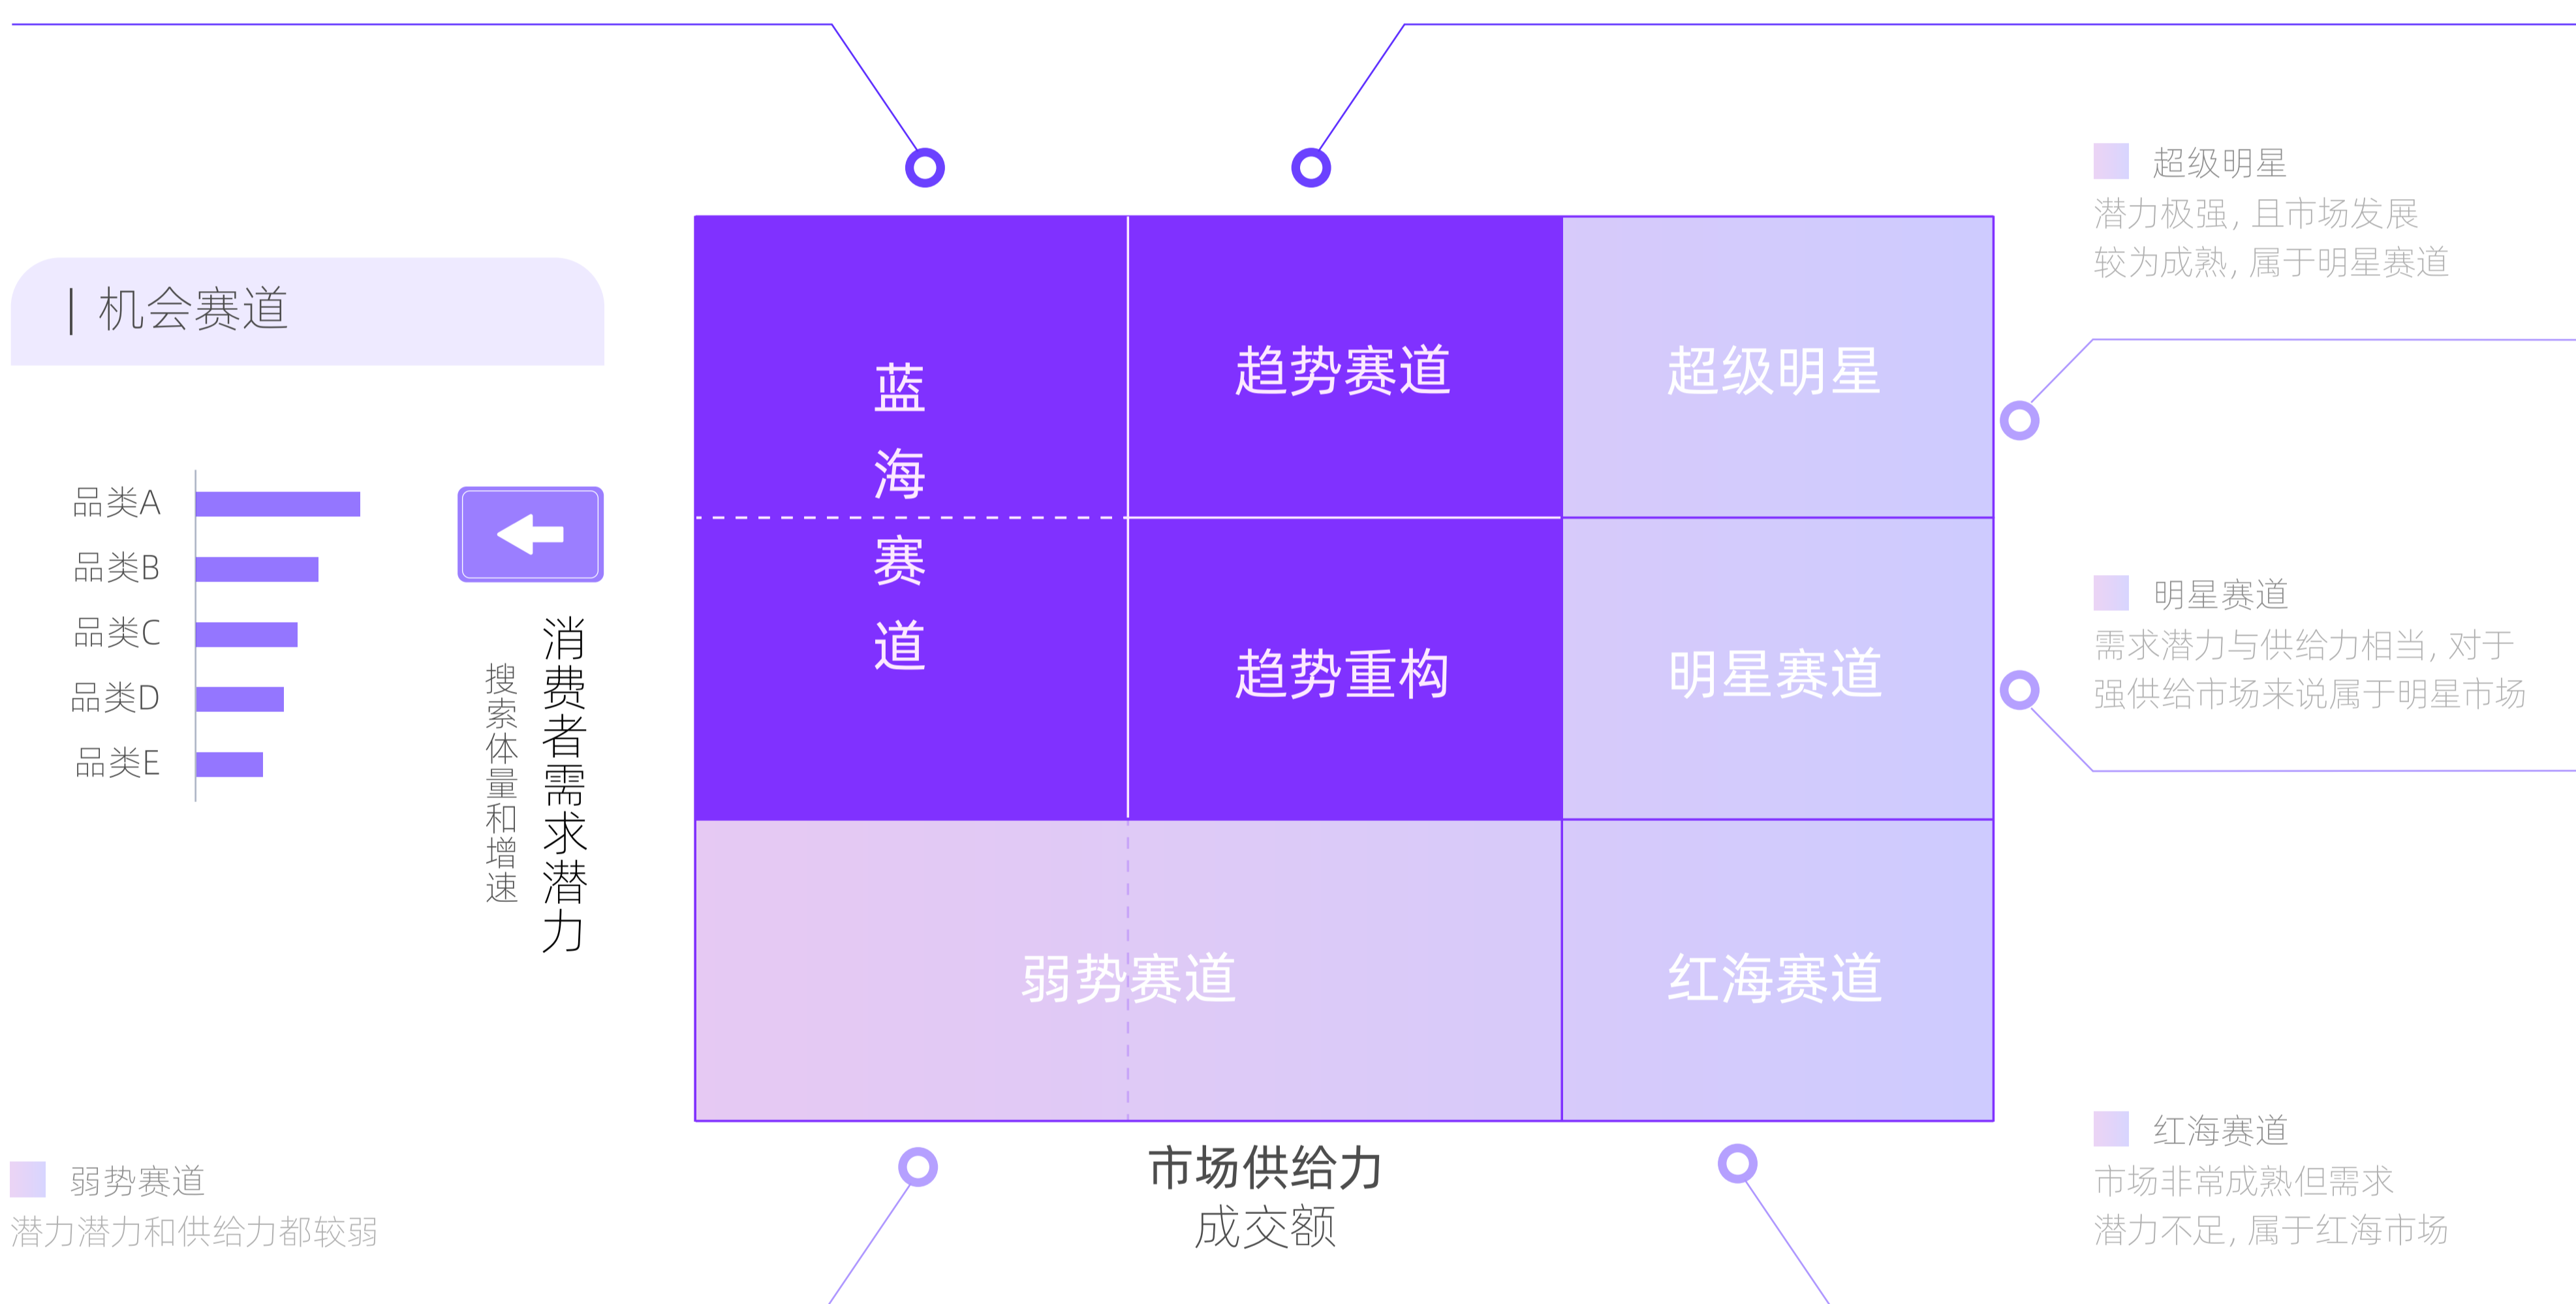 机会赛道
品类A
品类B
品类C
品类D
品类E
消费者需求潜力
搜索体量和增速
蓝海赛道
趋势赛道
超级明星
趋势重构
明星赛道
弱势赛道
红海赛道
市场供给力
成交额
超级明星
潜力极强, 且市场发展
较为成熟, 属于明星赛道
明星赛道
需求潜力与供给力相当, 对于
强供给市场来说属于明星市场
红海赛道
市场非常成熟但需求
潜力不足, 属于红海市场
弱势赛道
潜力潜力和供给力都较弱